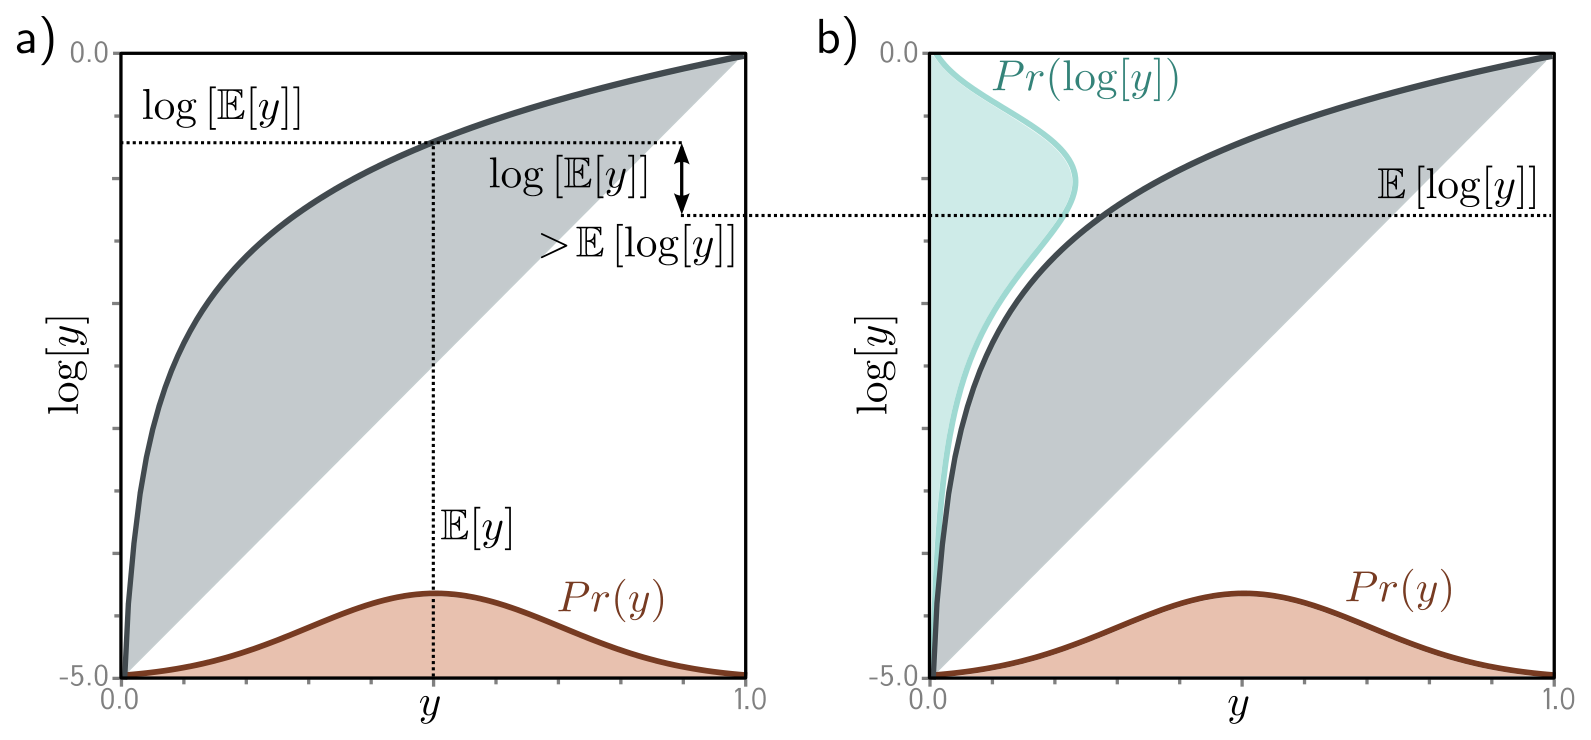 a)
0.0
log [𝔼[y]]
log [𝔼[y]]
> 𝔼 [log[y]]
log[y]
𝔼[y]
Pr(y)
-5.0
0.0
y
1.0
b)
0.0
Pr(log[y])
𝔼 [log[y]]
log[y]
Pr(y)
-5.0
0.0
y
1.0